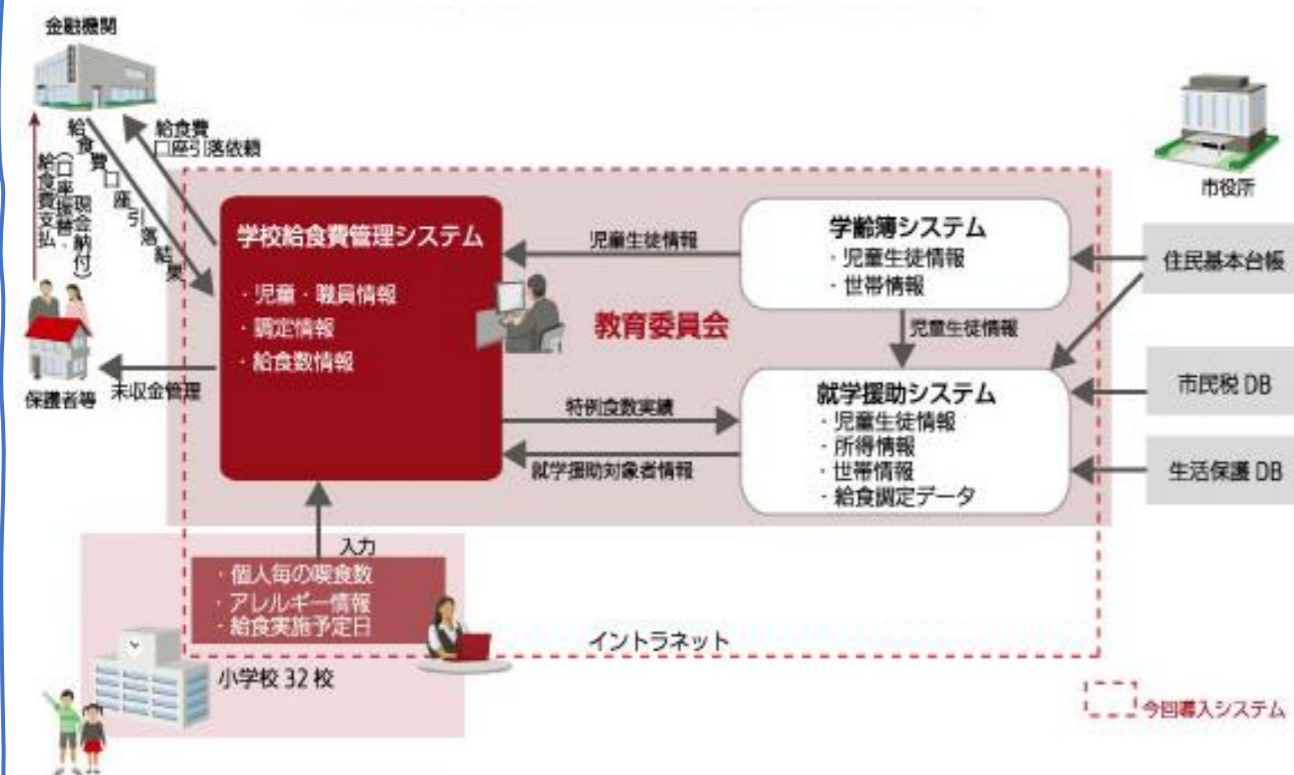 金融機関
給食費
口座引落依頼
給食費口座引落結果
給食費支払
(口座振替・
現金納付)
市役所
学校給食費管理システム
・児童・職員情報
・調定情報
・給食数情報
児童生徒情報
学齢簿システム
・児童生徒情報
・世帯情報
住民基本台帳
教育委員会
児童生徒情報
保護者等
未収金管理
特例食数実績
就学援助対象者情報
就学援助システム
・児童生徒情報
・所得情報
・世帯情報
・給食調定データ
市民税 DB
生活保護 DB
入力
・個人毎の喫食数
・アレルギー情報
・給食実施予定日
イントラネット
小学校 32 校
今回導入システム